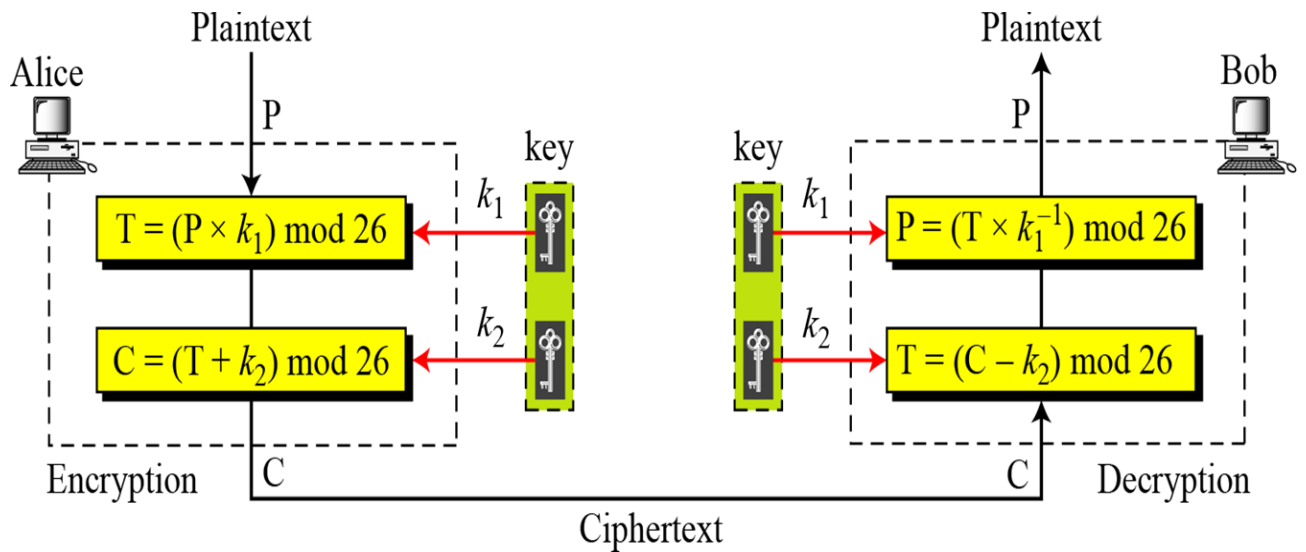 Plaintext
Plaintext
Alice
Bob
P
P
key
key
T = (P × k₁) mod 26
k₁
k₁
P = (T × k₁⁻¹) mod 26
C = (T + k₂) mod 26
k₂
k₂
T = (C – k₂) mod 26
Encryption
C
C
Decryption
Ciphertext